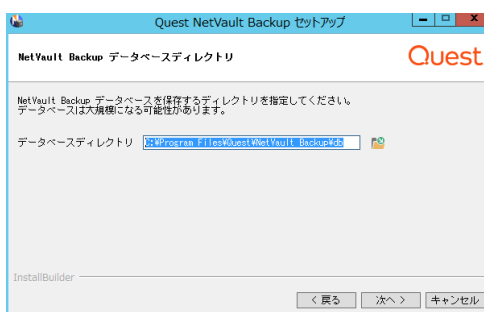 Quest NetVault Backup セットアップ
NetVault Backup データベースディレクトリ
Quest
NetVault Backup データベースを保存するディレクトリを指定してください。
データベースは大規模になる可能性があります。
データベースディレクトリ C:¥Program Files¥Quest¥NetVault Backup¥db
InstallBuilder
< 戻る 次へ > キャンセル